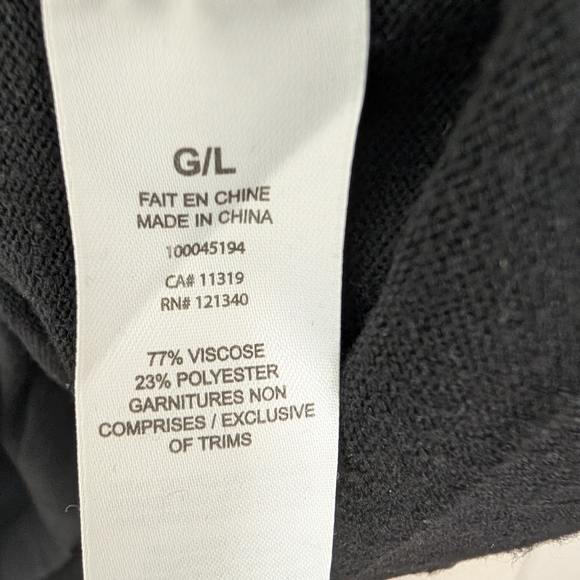 G/L
FAIT EN CHINE
MADE IN CHINA
100045194
CA# 11319
RN# 121340
77% VISCOSE
23% POLYESTER
GARNITURES NON
COMPRISES / EXCLUSIVE
OF TRIMS